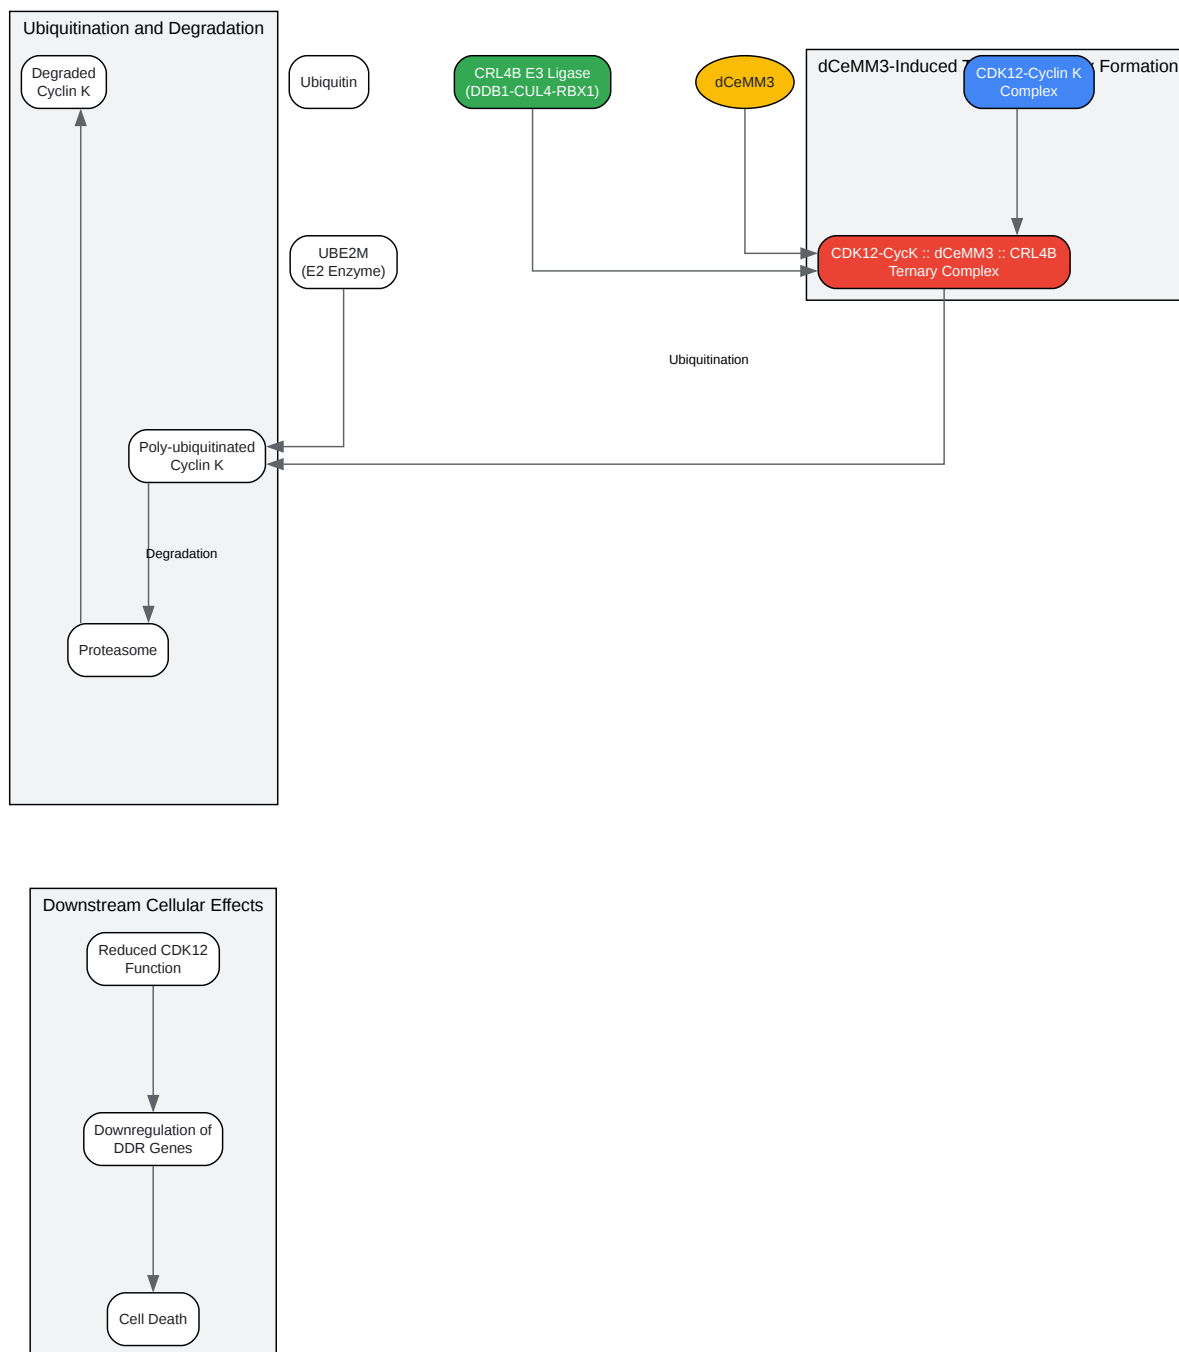 Ubiquitination and Degradation
Degraded
Cyclin K
Ubiquitin
CRL4B E3 Ligase
(DDB1-CUL4-RBX1)
dCeMM3
dCeMM3-Induced
Formation
CDK12-Cyclin K
Complex
UBE2M
(E2 Enzyme)
CDK12-CycK :: dCeMM3 :: CRL4B
Ternary Complex
Ubiquitination
Poly-ubiquitinated
Cyclin K
Degradation
Proteasome
Downstream Cellular Effects
Reduced CDK12
Function
Downregulation of
DDR Genes
Cell Death